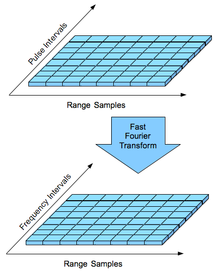 Pulse Intervals
Range Samples
Fast
Fourier
Transform
Frequency Intervals
Range Samples